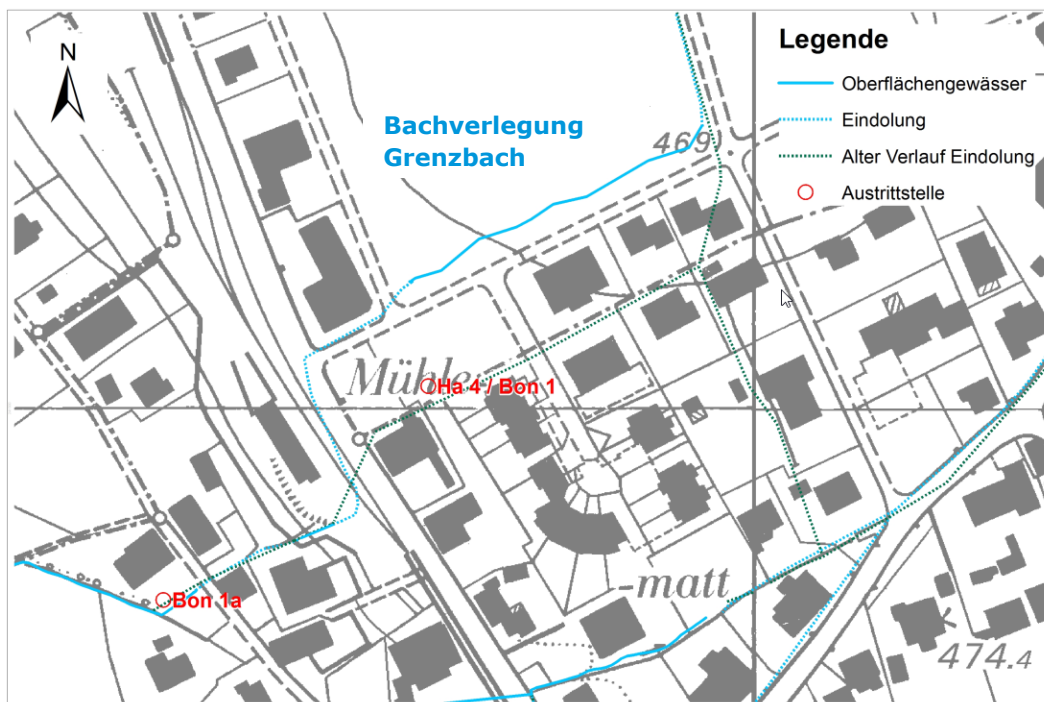 N
Bachverlegung
Grenzbach
469
Legende
Oberflächengewässer
Eindolung
Alter Verlauf Eindolung
Austrittstelle
Mühle
Ha 4 / Bon 1
Bon 1a
-matt
474.4